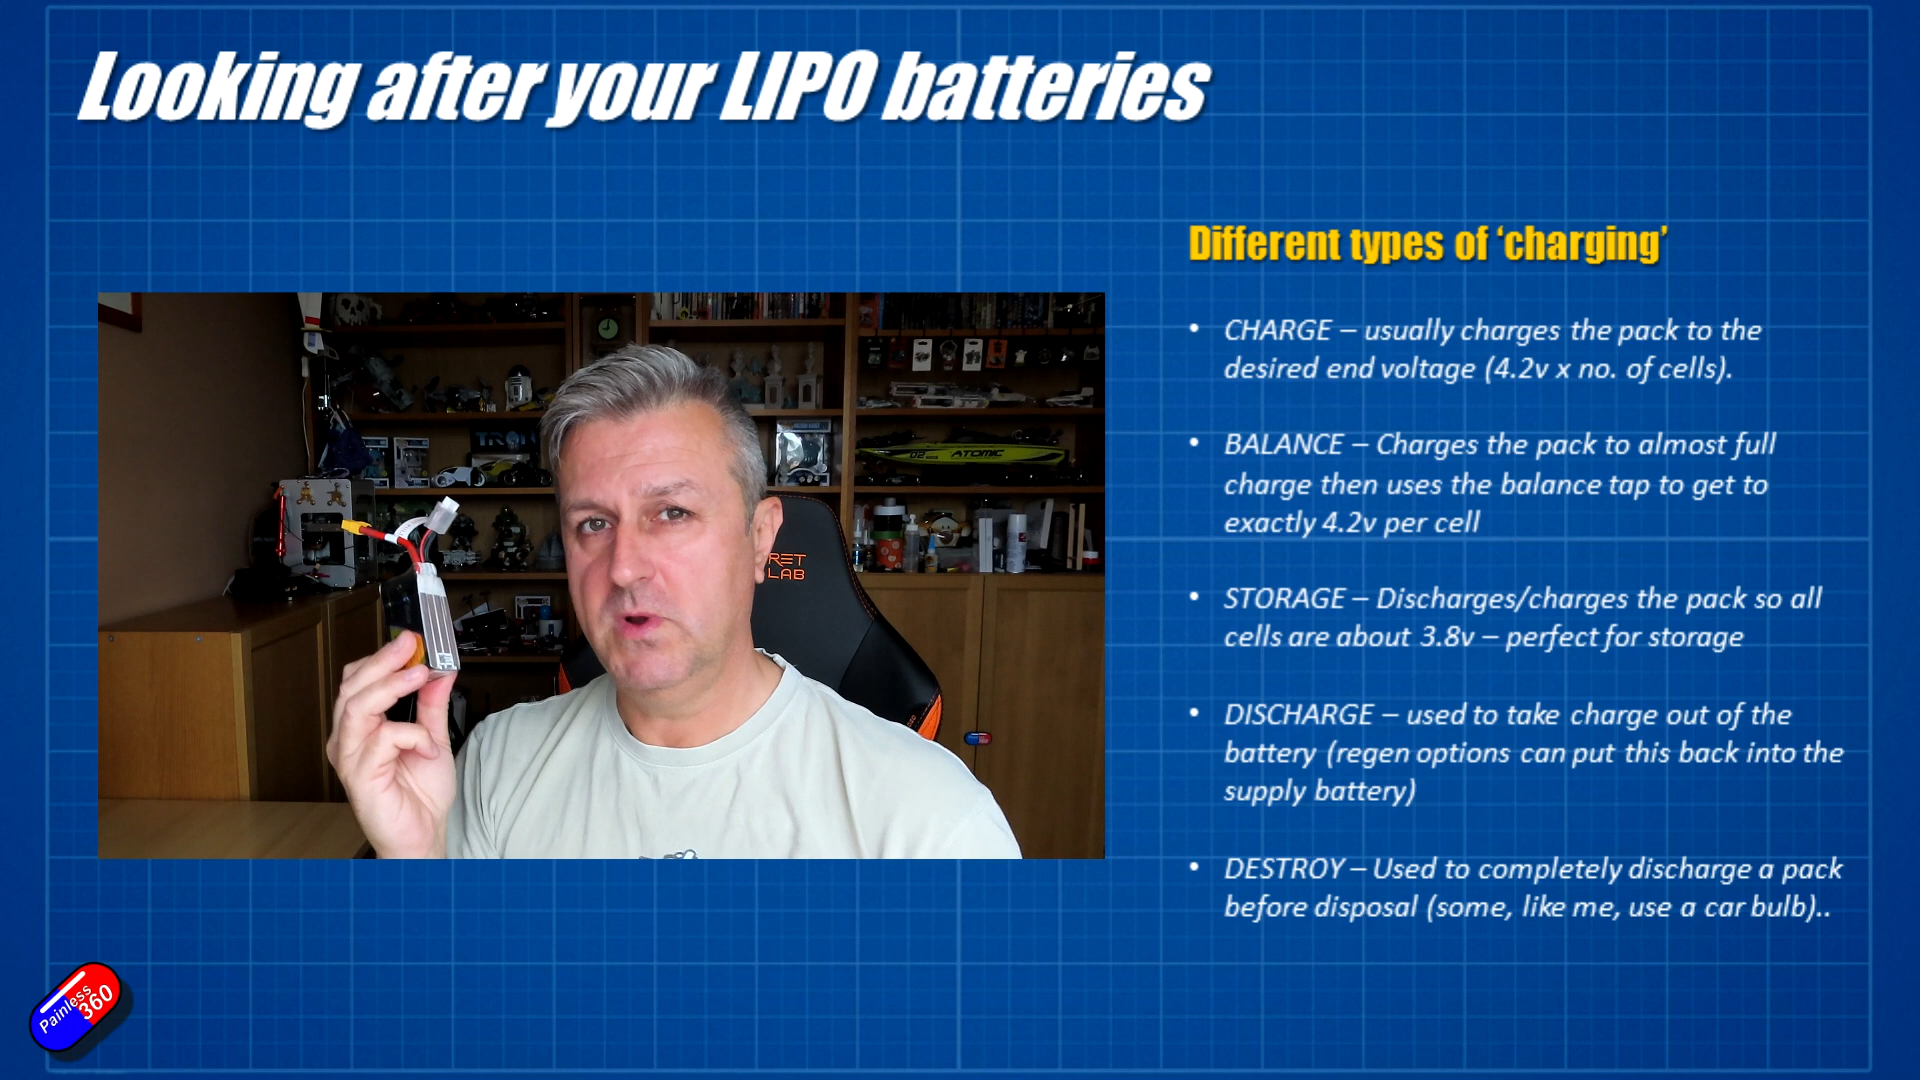 Looking after your LIPO batteries
Different types of ‘charging’
• CHARGE – usually charges the pack to the
desired end voltage (4.2v x no. of cells).
• BALANCE – Charges the pack to almost full
charge then uses the balance tap to get to
exactly 4.2v per cell
• STORAGE – Discharges/charges the pack so all
cells are about 3.8v – perfect for storage
• DISCHARGE – used to take charge out of the
battery (regen options can put this back into the
supply battery)
• DESTROY – Used to completely discharge a pack
before disposal (some, like me, use a car bulb)..
TRON
ATOMIC
RET
LAB
Painless
360